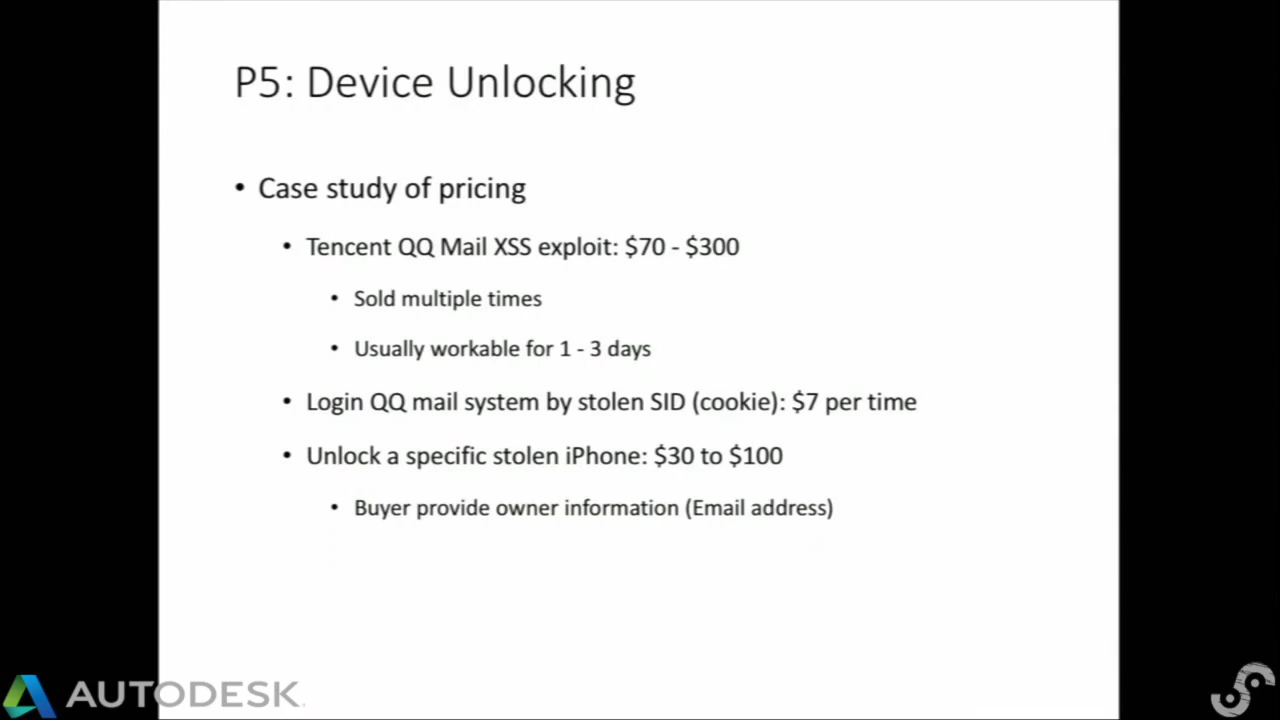 P5: Device Unlocking
• Case study of pricing
• Tencent QQ Mail XSS exploit: $70 - $300
• Sold multiple times
• Usually workable for 1 - 3 days
• Login QQ mail system by stolen SID (cookie): $7 per time
• Unlock a specific stolen iPhone: $30 to $100
• Buyer provide owner information (Email address)
AUTODESK.